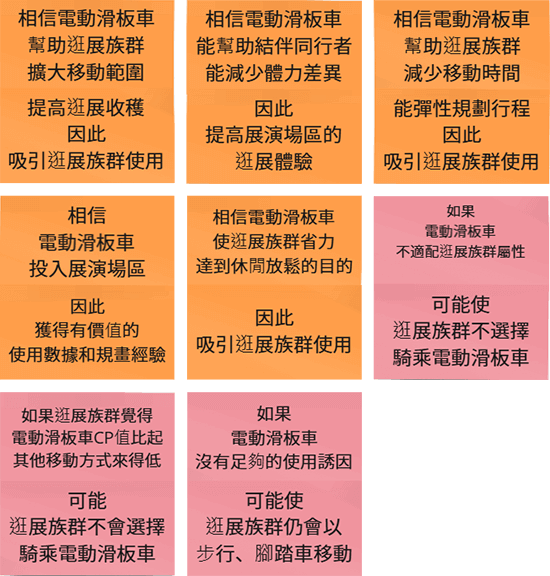 相信電動滑板車
幫助逛展族群
擴大移動範圍
提高逛展收穫
因此
吸引逛展族群使用
相信電動滑板車
能幫助結伴同行者
能減少體力差異
因此
提高展演場區的
逛展體驗
相信電動滑板車
幫助逛展族群
減少移動時間
能彈性規劃行程
因此
吸引逛展族群使用
相信
電動滑板車
投入展演場區
因此
獲得有價值的
使用數據和規畫經驗
相信電動滑板車
使逛展族群省力
達到休閒放鬆的目的
因此
吸引逛展族群使用
如果
電動滑板車
不適配逛展族群屬性
可能使
逛展族群不選擇
騎乘電動滑板車
如果逛展族群覺得
電動滑板車CP值比起
其他移動方式來得低
可能
逛展族群不會選擇
騎乘電動滑板車
如果
電動滑板車
沒有足夠的使用誘因
可能使
逛展族群仍會以
步行、腳踏車移動